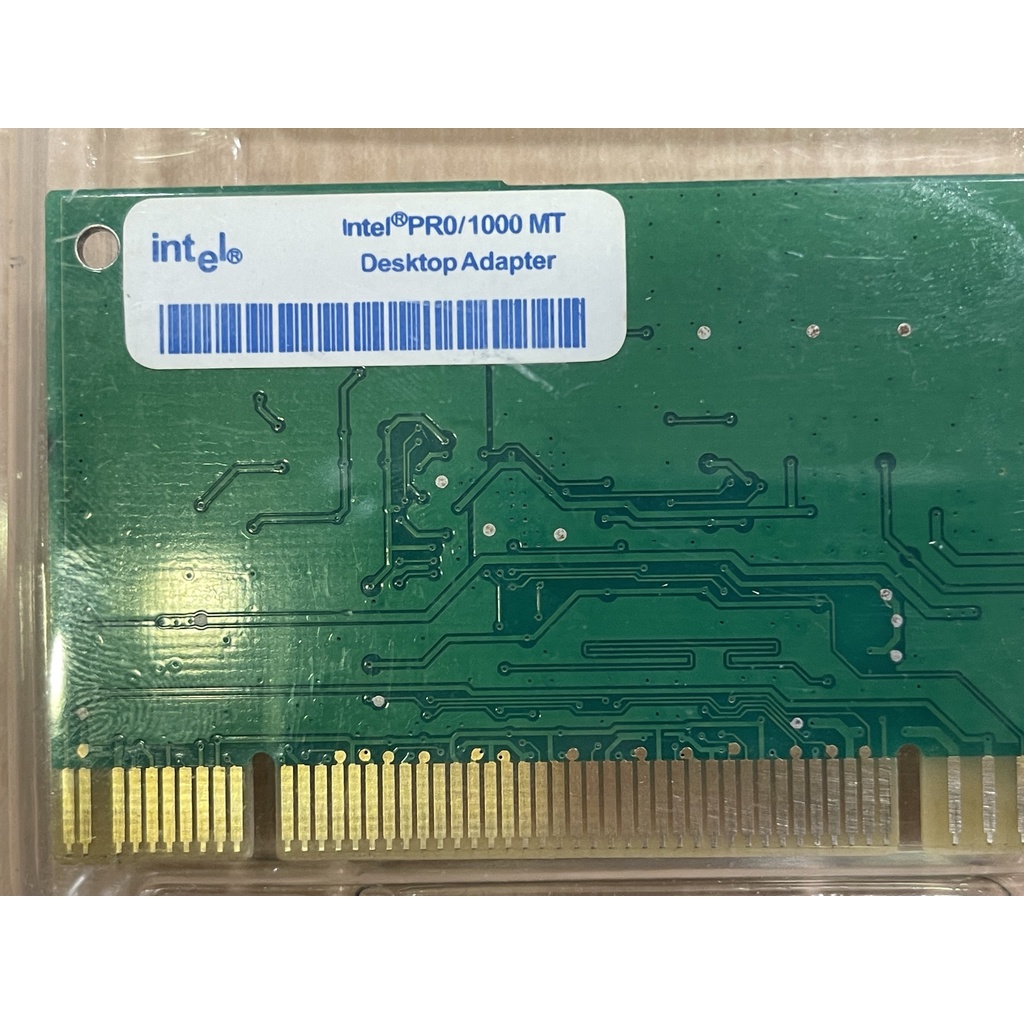 intel®
Intel®PR0/1000 MT
Desktop Adapter